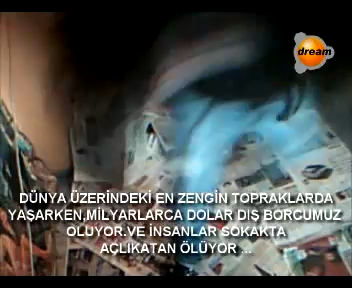 dream
DÜNYA ÜZERİNDEKİ EN ZENGİN TOPRAKLARDA
YAŞARKEN,MİLYARLARCA DOLAR DIŞ BORCUMUZ
OLUYOR.VE İNSANLAR SOKAKTA
AÇLIKATAN ÖLÜYOR ...